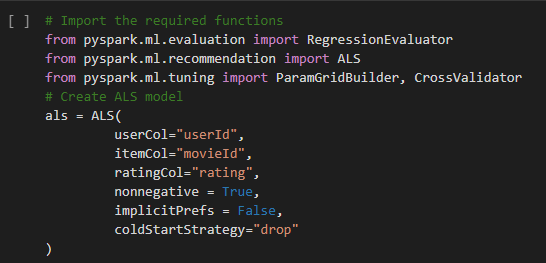 [ ] # Import the required functions
from pyspark.ml.evaluation import RegressionEvaluator
from pyspark.ml.recommendation import ALS
from pyspark.ml.tuning import ParamGridBuilder, CrossValidator
# Create ALS model
als = ALS(
         userCol="userId",
         itemCol="movieId",
         ratingCol="rating",
         nonnegative = True,
         implicitPrefs = False,
         coldStartStrategy="drop"
)